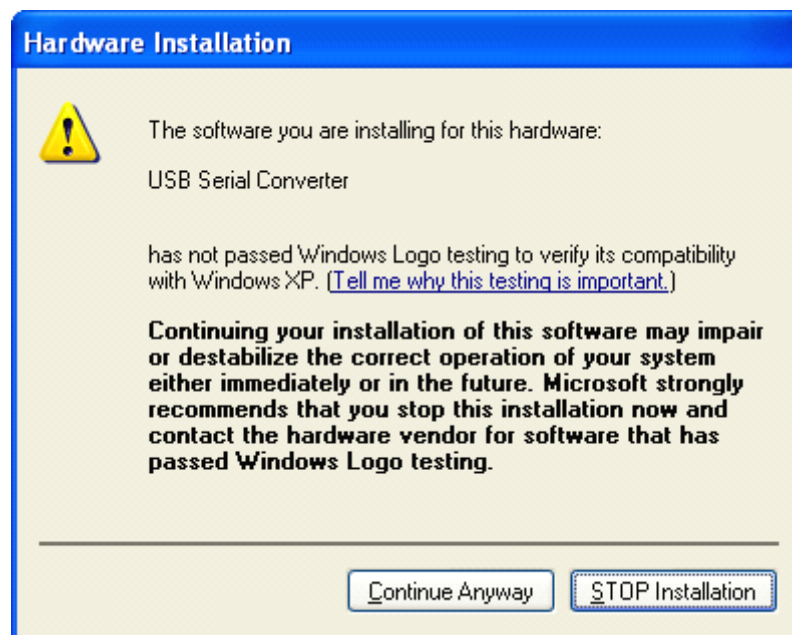 Hardware Installation
The software you are installing for this hardware:
USB Serial Converter
has not passed Windows Logo testing to verify its compatibility
with Windows XP. (Tell me why this testing is important.)
Continuing your installation of this software may impair
or destabilize the correct operation of your system
either immediately or in the future. Microsoft strongly
recommends that you stop this installation now and
contact the hardware vendor for software that has
passed Windows Logo testing.
Continue Anyway
STOP Installation